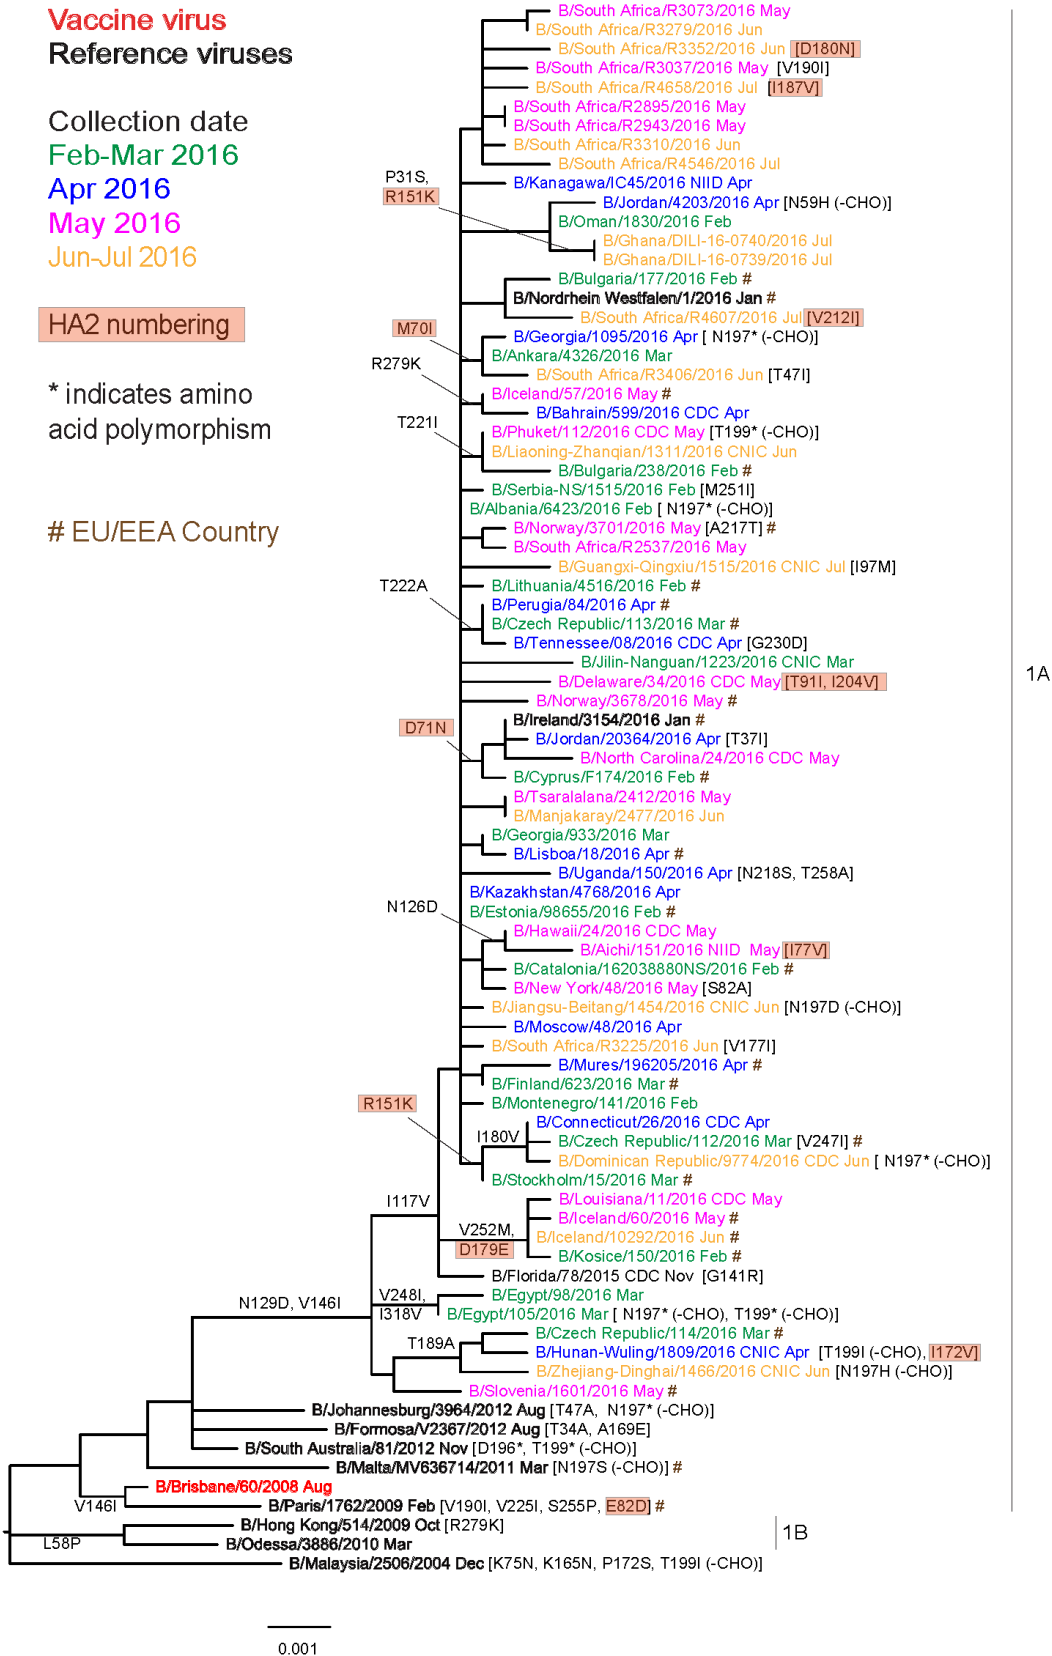 Vaccine virus
Reference viruses
Collection date
Feb-Mar 2016
Apr 2016
May 2016
Jun-Jul 2016
HA2 numbering
* indicates amino
acid polymorphism
# EU/EEA Country
B/South Africa/R3073/2016 May
B/South Africa/R3279/2016 Jun
B/South Africa/R3352/2016 Jun [D180N]
B/South Africa/R3037/2016 May [V190I]
B/South Africa/R4658/2016 Jul [I187V]
B/South Africa/R2895/2016 May
B/South Africa/R2943/2016 May
B/South Africa/R3310/2016 Jun
B/South Africa/R4546/2016 Jul
P31S,
R151K
B/Kanagawa/IC45/2016 NIID Apr
B/Jordan/4203/2016 Apr [N59H (-CHO)]
B/Oman/1830/2016 Feb
B/Ghana/DILI-16-0740/2016 Jul
B/Ghana/DILI-16-0739/2016 Jul
B/Bulgaria/177/2016 Feb #
B/Nordrhein Westfalen/1/2016 Jan #
B/South Africa/R4607/2016 Jul [V212I]
M70I
B/Georgia/1095/2016 Apr [ N197* (-CHO)]
B/Ankara/4326/2016 Mar
B/South Africa/R3406/2016 Jun [T47I]
R279K
B/Iceland/57/2016 May #
B/Bahrain/599/2016 CDC Apr
T221I
B/Phuket/112/2016 CDC May [T199* (-CHO)]
B/Liaoning-Zhanqian/1311/2016 CNIC Jun
B/Bulgaria/238/2016 Feb #
B/Serbia-NS/1515/2016 Feb [M251I]
B/Albania/6423/2016 Feb [ N197* (-CHO)]
B/Norway/3701/2016 May [A217T] #
B/South Africa/R2537/2016 May
B/Guangxi-Qingxiu/1515/2016 CNIC Jul [I97M]
T222A
B/Lithuania/4516/2016 Feb #
B/Perugia/84/2016 Apr #
B/Czech Republic/113/2016 Mar #
B/Tennessee/08/2016 CDC Apr [G230D]
B/Jilin-Nanguan/1223/2016 CNIC Mar
B/Delaware/34/2016 CDC May [T91I, I204V]
1A
B/Norway/3678/2016 May #
B/Ireland/3154/2016 Jan #
D71N
B/Jordan/20364/2016 Apr [T37I]
B/North Carolina/24/2016 CDC May
B/Cyprus/F174/2016 Feb #
B/Tsaralalana/2412/2016 May
B/Manjakaray/2477/2016 Jun
B/Georgia/933/2016 Mar
B/Lisboa/18/2016 Apr #
B/Uganda/150/2016 Apr [N218S, T258A]
B/Kazakhstan/4768/2016 Apr
N126D
B/Estonia/98655/2016 Feb #
B/Hawaii/24/2016 CDC May
B/Aichi/151/2016 NIID May [I77V]
B/Catalonia/162038880NS/2016 Feb #
B/New York/48/2016 May [S82A]
B/Jiangsu-Beitang/1454/2016 CNIC Jun [N197D (-CHO)]
B/Moscow/48/2016 Apr
B/South Africa/R3225/2016 Jun [V177I]
B/Mures/196205/2016 Apr #
B/Finland/623/2016 Mar #
R151K
B/Montenegro/141/2016 Feb
B/Connecticut/26/2016 CDC Apr
I180V
B/Czech Republic/112/2016 Mar [V247I] #
B/Dominican Republic/9774/2016 CDC Jun [ N197* (-CHO)]
B/Stockholm/15/2016 Mar #
I117V
B/Louisiana/11/2016 CDC May
B/Iceland/60/2016 May #
V252M,
D179E
B/Iceland/10292/2016 Jun #
B/Kosice/150/2016 Feb #
B/Florida/78/2015 CDC Nov [G141R]
N129D, V146I
V248I,
I318V
B/Egypt/98/2016 Mar
B/Egypt/105/2016 Mar [ N197* (-CHO), T199* (-CHO)]
T189A
B/Czech Republic/114/2016 Mar #
B/Hunan-Wuling/1809/2016 CNIC Apr [T199I (-CHO), I172V]
B/Zhejiang-Dinghai/1466/2016 CNIC Jun [N197H (-CHO)]
B/Slovenia/1601/2016 May #
B/Johannesburg/3964/2012 Aug [T47A, N197* (-CHO)]
B/Formosa/V2367/2012 Aug [T34A, A169E]
B/South Australia/81/2012 Nov [D196*, T199* (-CHO)]
B/Malta/MV636714/2011 Mar [N197S (-CHO)] #
B/Brisbane/60/2008 Aug
V146I
B/Paris/1762/2009 Feb [V190I, V225I, S255P, E82D] #
B/Hong Kong/514/2009 Oct [R279K]
1B
L58P
B/Odessa/3886/2010 Mar
B/Malaysia/2506/2004 Dec [K75N, K165N, P172S, T199I (-CHO)]
0.001